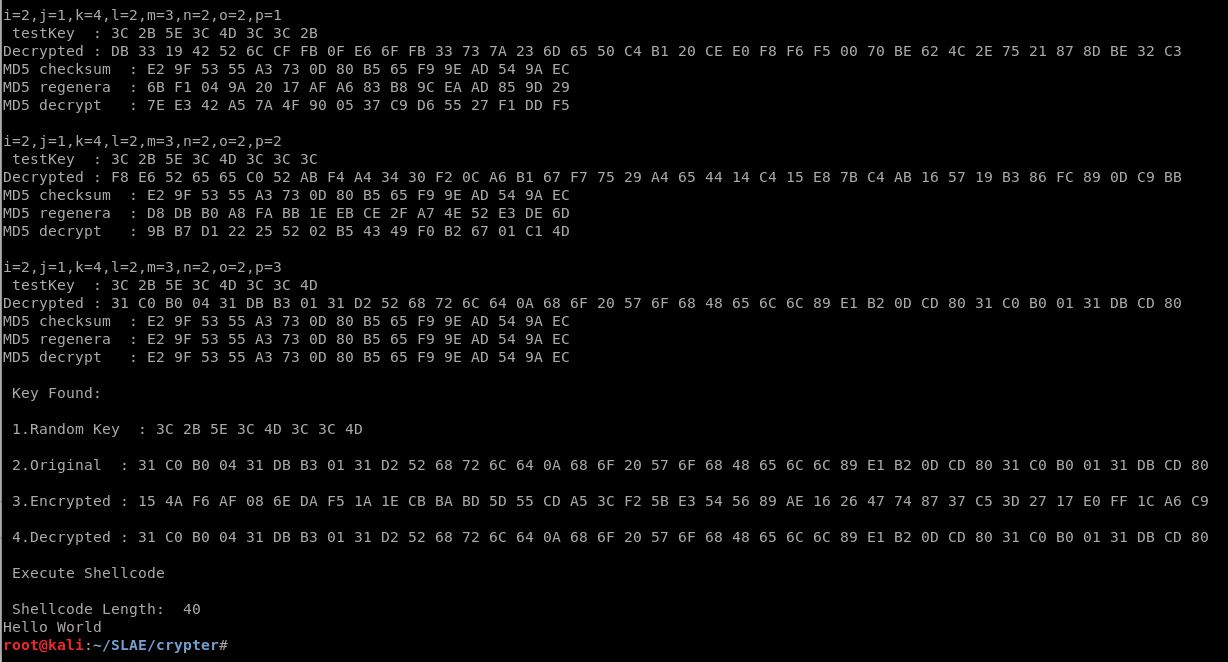 i=2,j=1,k=4,l=2,m=3,n=2,o=2,p=1
testKey : 3C 2B 5E 3C 4D 3C 3C 2B
Decrypted : DB 33 19 42 52 6C CF FB 0F E6 6F FB 33 73 7A 23 6D 65 50 C4 B1 20 CE E0 F8 F6 F5 00 70 BE 62 4C 2E 75 21 87 8D BE 32 C3
MD5 checksum : E2 9F 53 55 A3 73 0D 80 B5 65 F9 9E AD 54 9A EC
MD5 regenera : 6B F1 04 9A 20 17 AF A6 83 B8 9C EA AD 85 9D 29
MD5 decrypt : 7E E3 42 A5 7A 4F 90 05 37 C9 D6 55 27 F1 DD F5
i=2,j=1,k=4,l=2,m=3,n=2,o=2,p=2
testKey : 3C 2B 5E 3C 4D 3C 3C 3C
Decrypted : F8 E6 52 65 65 C0 52 AB F4 A4 34 30 F2 0C A6 B1 67 F7 75 29 A4 65 44 14 C4 15 E8 7B C4 AB 16 57 19 B3 86 FC 89 0D C9 BB
MD5 checksum : E2 9F 53 55 A3 73 0D 80 B5 65 F9 9E AD 54 9A EC
MD5 regenera : D8 DB B0 A8 FA BB 1E EB CE 2F A7 4E 52 E3 DE 6D
MD5 decrypt : 9B B7 D1 22 25 52 02 B5 43 49 F0 B2 67 01 C1 4D
i=2,j=1,k=4,l=2,m=3,n=2,o=2,p=3
testKey : 3C 2B 5E 3C 4D 3C 3C 4D
Decrypted : 31 C0 B0 04 31 DB B3 01 31 D2 52 68 72 6C 64 0A 68 6F 20 57 6F 68 48 65 6C 6C 89 E1 B2 0D CD 80 31 C0 B0 01 31 DB CD 80
MD5 checksum : E2 9F 53 55 A3 73 0D 80 B5 65 F9 9E AD 54 9A EC
MD5 regenera : E2 9F 53 55 A3 73 0D 80 B5 65 F9 9E AD 54 9A EC
MD5 decrypt : E2 9F 53 55 A3 73 0D 80 B5 65 F9 9E AD 54 9A EC
Key Found:
1.Random Key : 3C 2B 5E 3C 4D 3C 3C 4D
2.Original : 31 C0 B0 04 31 DB B3 01 31 D2 52 68 72 6C 64 0A 68 6F 20 57 6F 68 48 65 6C 6C 89 E1 B2 0D CD 80 31 C0 B0 01 31 DB CD 80
3.Encrypted : 15 4A F6 AF 08 6E DA F5 1A 1E CB BA BD 5D 55 CD A5 3C F2 5B E3 54 56 89 AE 16 26 47 74 87 37 C5 3D 27 17 E0 FF 1C A6 C9
4.Decrypted : 31 C0 B0 04 31 DB B3 01 31 D2 52 68 72 6C 64 0A 68 6F 20 57 6F 68 48 65 6C 6C 89 E1 B2 0D CD 80 31 C0 B0 01 31 DB CD 80
Execute Shellcode
Shellcode Length: 40
Hello World
root@kali:~/SLAE/crypter#